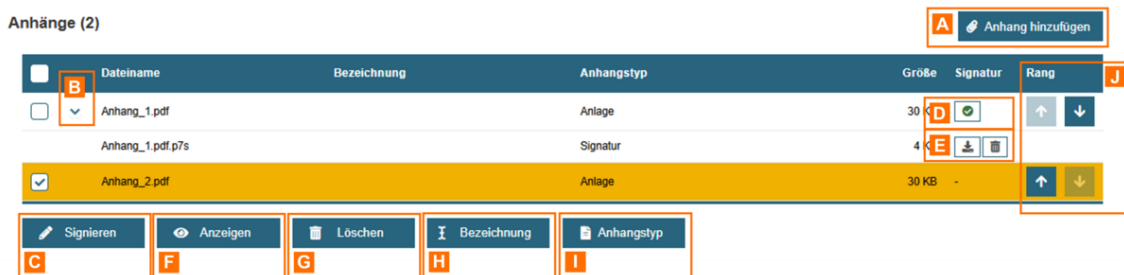 Anhänge (2)
A Anhang hinzufügen
Dateiname Bezeichnung Anhangstyp Größe Signatur Rang J
B
Anhang_1.pdf Anlage 30 K D
Anhang_1.pdf.p7s Signatur 4 K E
Anhang_2.pdf Anlage 30 KB -
Signieren Anzeigen Löschen Bezeichnung Anhangstyp
C F G H I